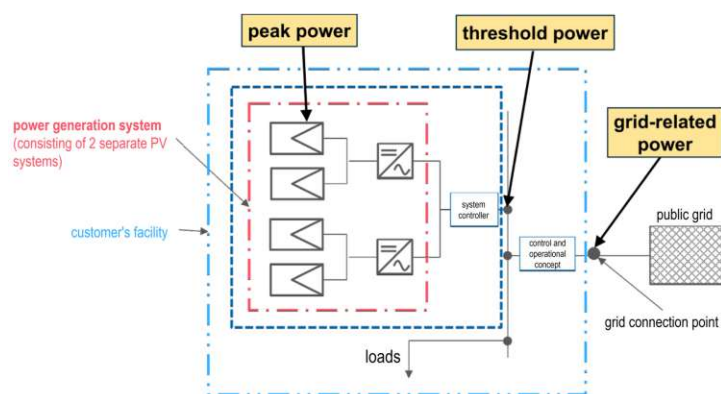 peak power
threshold power
grid-related
power
power generation system
(consisting of 2 separate PV
systems)
customer's facility
system
controller
control and
operational
concept
public grid
grid connection point
loads